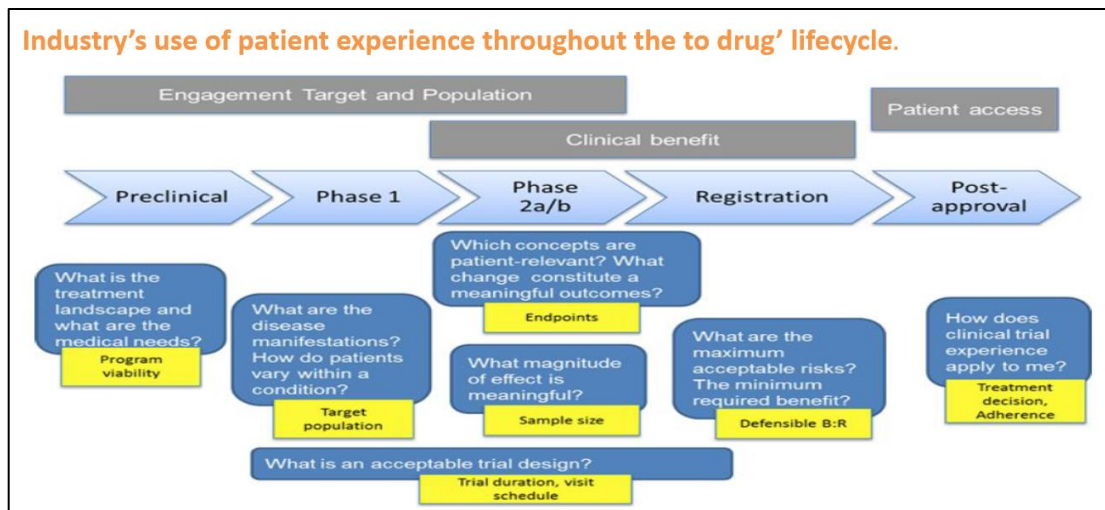 Industry's use of patient experience throughout the to drug' lifecycle.
Engagement Target and Population
Patient access
Clinical benefit
Preclinical
Phase 1
Phase
2a/b
Registration
Post-
approval
What is the
treatment
landscape and
what are the
medical needs?
Program
viability
What are the
disease
manifestations?
How do patients
vary within a
condition?
Target
population
Which concepts are
patient-relevant? What
change constitute a
meaningful outcomes?
Endpoints
What magnitude
of effect is
meaningful?
Sample size
What are the
maximum
acceptable risks?
The minimum
required benefit?
Defensible B:R
How does
clinical trial
experience
apply to me?
Treatment
decision,
Adherence
What is an acceptable trial design?
Trial duration, visit
schedule